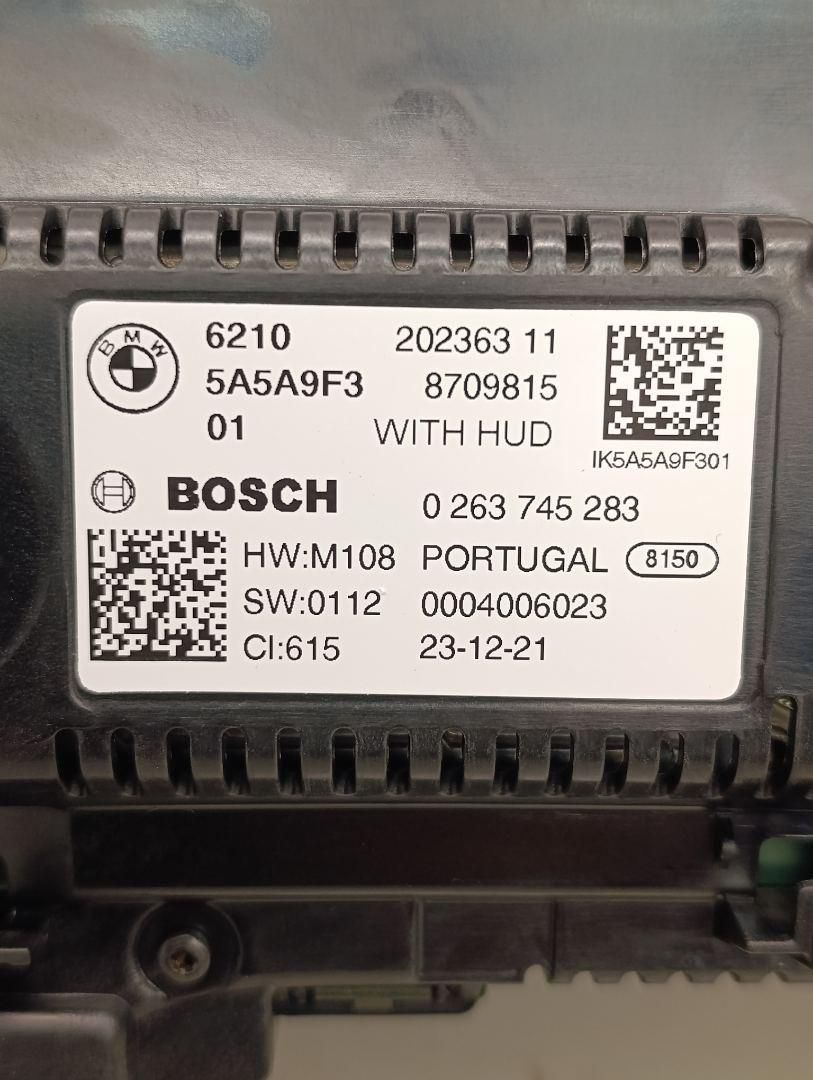 BMW
6210 202363 11
5A5A9F3 8709815
01 WITH HUD
IK5A5A9F301
BOSCH 0 263 745 283
HW:M108 PORTUGAL 8150
SW:0112 0004006023
CI:615 23-12-21